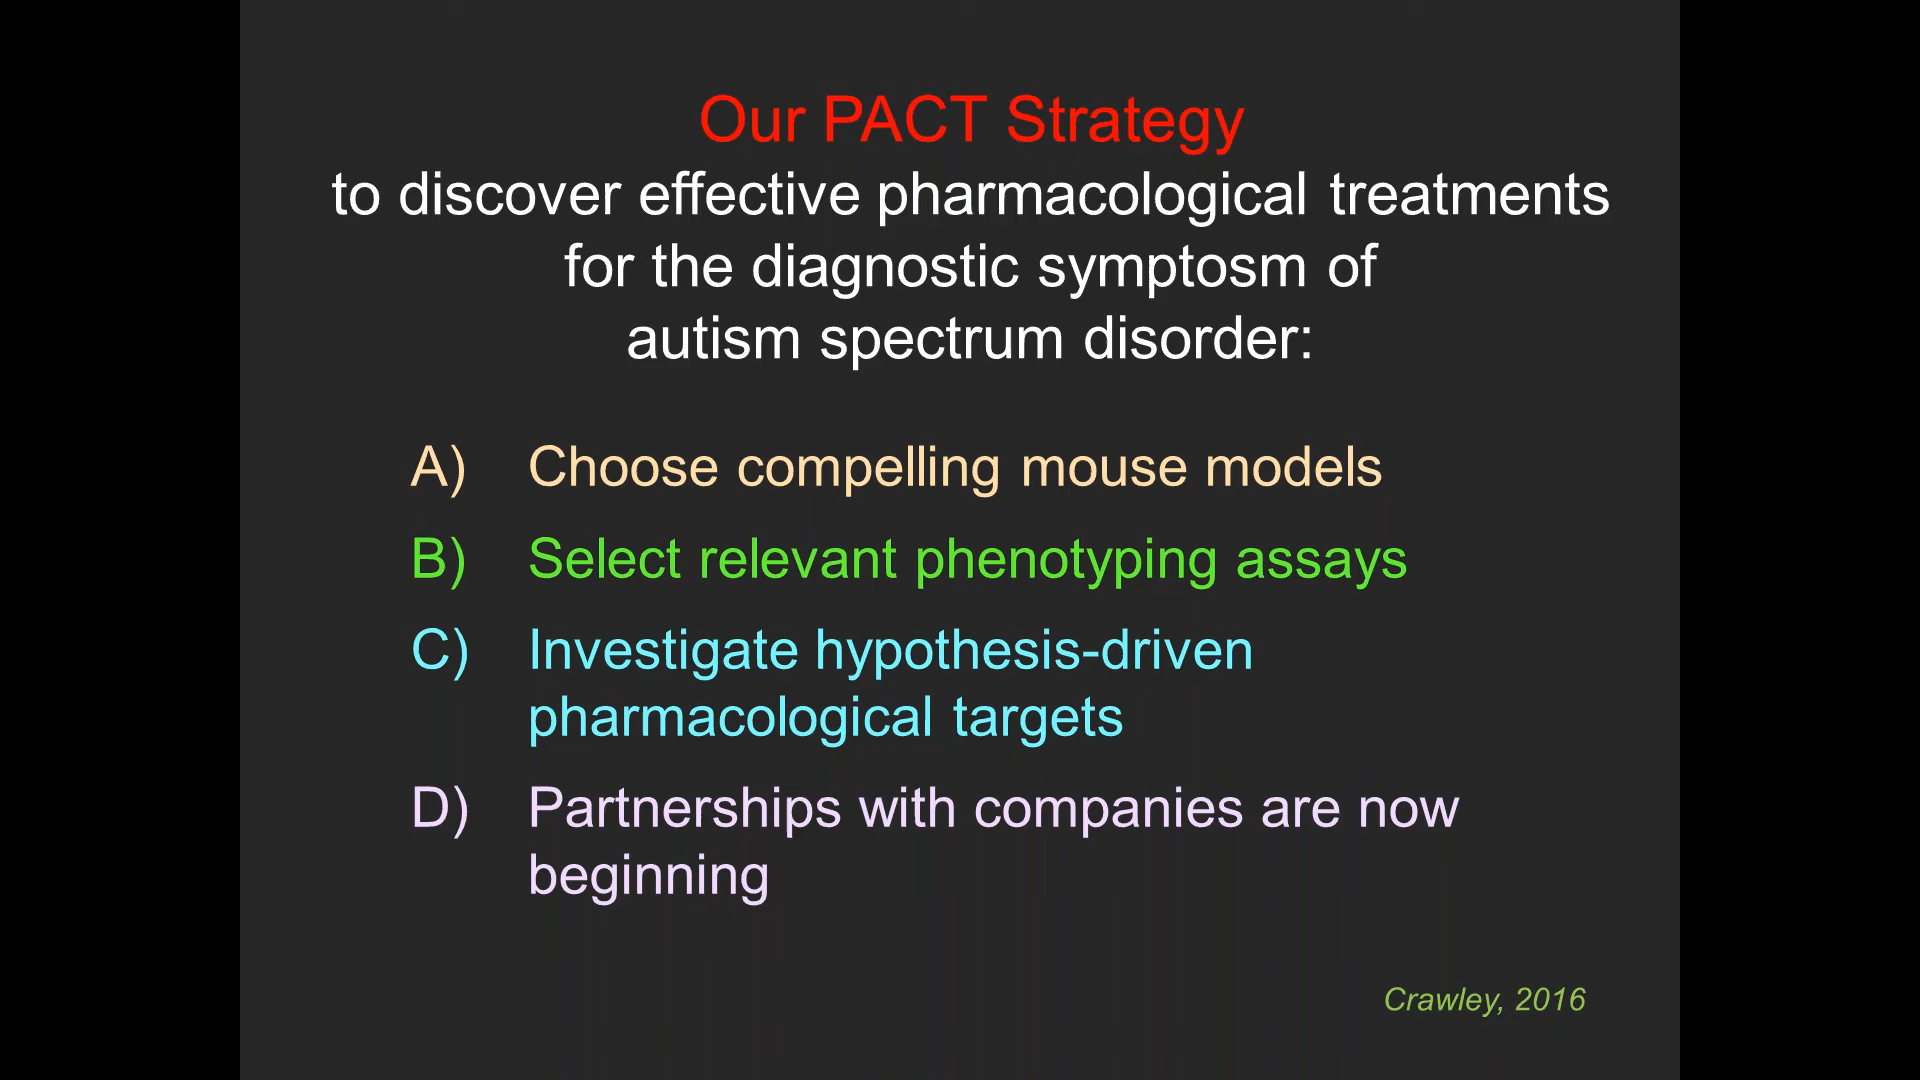 Our PACT Strategy
to discover effective pharmacological treatments
for the diagnostic symptosm of
autism spectrum disorder:
A) Choose compelling mouse models
B) Select relevant phenotyping assays
C) Investigate hypothesis-driven
pharmacological targets
D) Partnerships with companies are now
beginning
Crawley, 2016